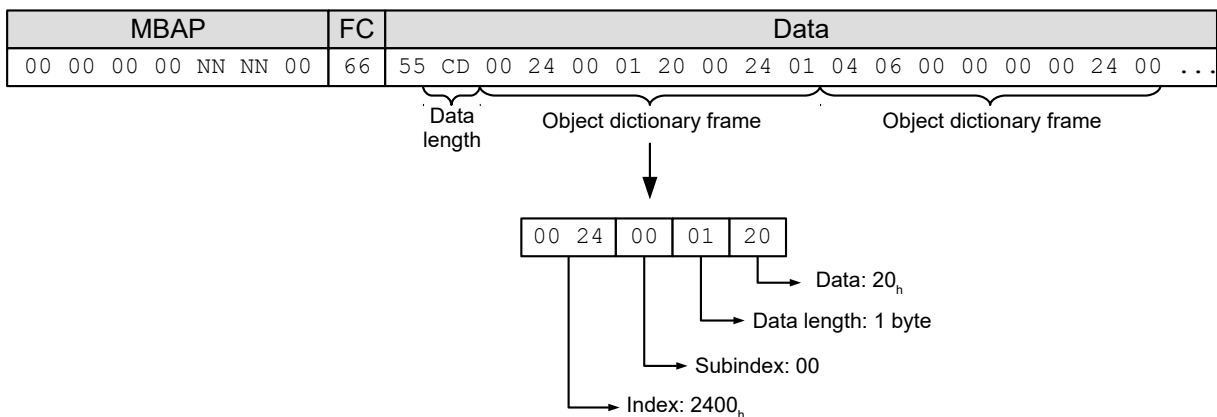 MBAP FC Data
00 00 00 00 NN NN 00 66 55 CD 00 24 00 01 20 00 24 01 04 06 00 00 00 00 24 00 ...
Data length Object dictionary frame Object dictionary frame
00 24 00 01 20
Data: 20h
Data length: 1 byte
Subindex: 00
Index: 2400h